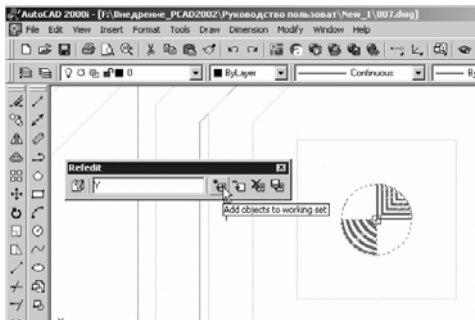 AutoCAD 2000i - [F:\Внедрение_PCAD2002\Руководство пользоват\New_1\007.dwg]
File Edit View Insert Format Tools Draw Dimension Modify Window Help
0 ByLayer Continuous
Refedit
Y
Add objects to working set